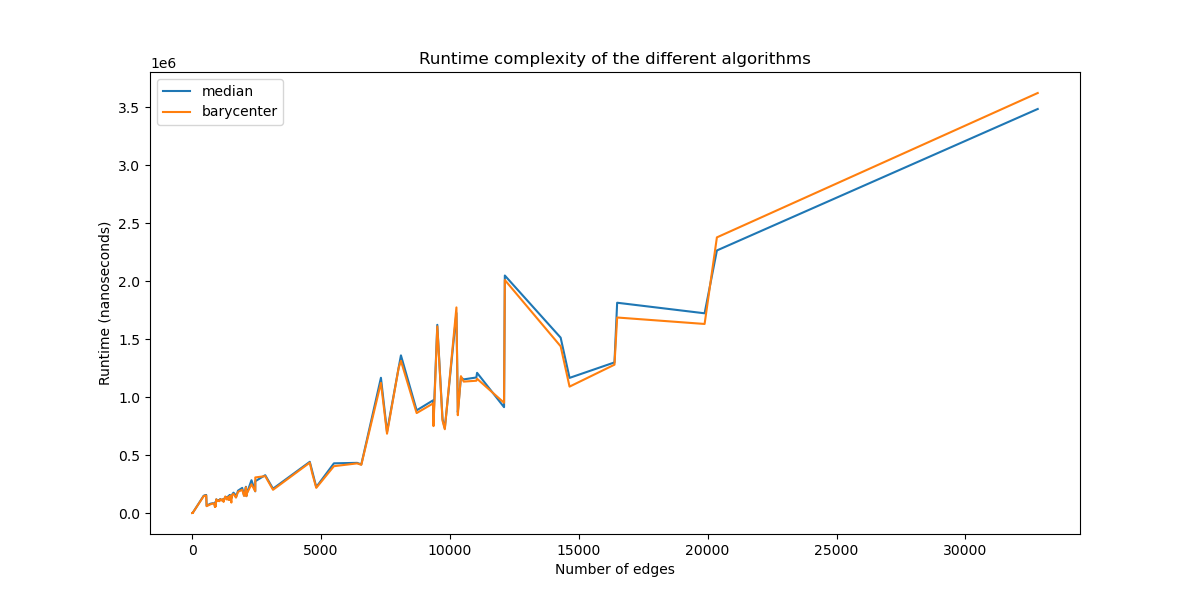 Runtime complexity of the different algorithms
1e6
median
barycenter
3.5
3.0
2.5
2.0
1.5
1.0
0.5
0.0
Runtime (nanoseconds)
0 5000 10000 15000 20000 25000 30000
Number of edges